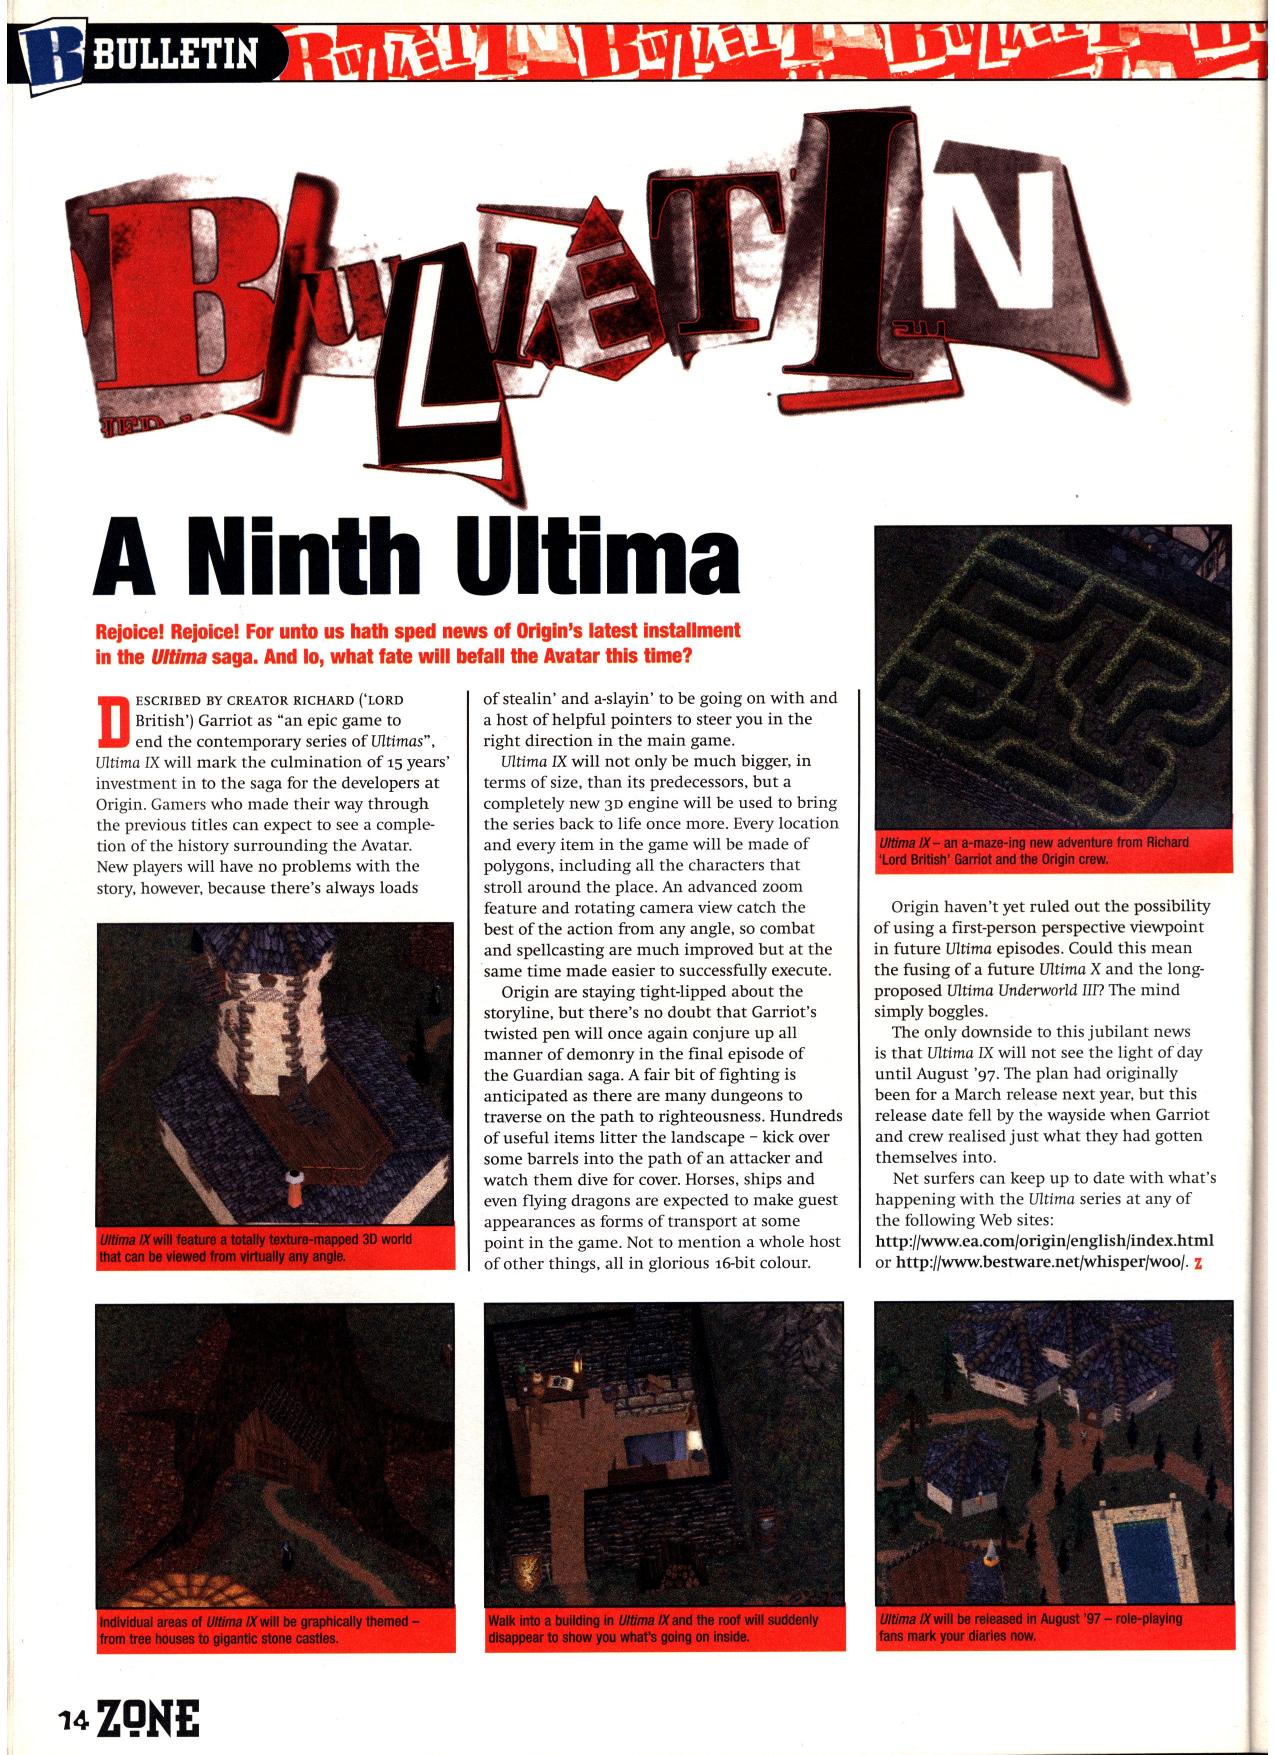 B BULLETIN
BULLETIN BULLETIN BULLETIN B
BULLETIN
A Ninth Ultima
Rejoice! Rejoice! For unto us hath sped news of Origin's latest installment
in the Ultima saga. And lo, what fate will befall the Avatar this time?
DESCRIBED BY CREATOR RICHARD ('LORD
British') Garriot as "an epic game to
end the contemporary series of Ultimas",
Ultima IX will mark the culmination of 15 years'
investment in to the saga for the developers at
Origin. Gamers who made their way through
the previous titles can expect to see a comple-
tion of the history surrounding the Avatar.
New players will have no problems with the
story, however, because there's always loads
Ultima IX will feature a totally texture-mapped 3D world
that can be viewed from virtually any angle.
of stealin' and a-slayin' to be going on with and
a host of helpful pointers to steer you in the
right direction in the main game.
Ultima IX will not only be much bigger, in
terms of size, than its predecessors, but a
completely new 3D engine will be used to bring
the series back to life once more. Every location
and every item in the game will be made of
polygons, including all the characters that
stroll around the place. An advanced zoom
feature and rotating camera view catch the
best of the action from any angle, so combat
and spellcasting are much improved but at the
same time made easier to successfully execute.
Origin are staying tight-lipped about the
storyline, but there's no doubt that Garriot's
twisted pen will once again conjure up all
manner of demonry in the final episode of
the Guardian saga. A fair bit of fighting is
anticipated as there are many dungeons to
traverse on the path to righteousness. Hundreds
of useful items litter the landscape – kick over
some barrels into the path of an attacker and
watch them dive for cover. Horses, ships and
even flying dragons are expected to make guest
appearances as forms of transport at some
point in the game. Not to mention a whole host
of other things, all in glorious 16-bit colour.
Ultima IX – an a-maze-ing new adventure from Richard
'Lord British' Garriot and the Origin crew.
Origin haven't yet ruled out the possibility
of using a first-person perspective viewpoint
in future Ultima episodes. Could this mean
the fusing of a future Ultima X and the long-
proposed Ultima Underworld III? The mind
simply boggles.
The only downside to this jubilant news
is that Ultima IX will not see the light of day
until August '97. The plan had originally
been for a March release next year, but this
release date fell by the wayside when Garriot
and crew realised just what they had gotten
themselves into.
Net surfers can keep up to date with what's
happening with the Ultima series at any of
the following Web sites:
http://www.ea.com/origin/english/index.html
or http://www.bestware.net/whisper/woo/. Z
Individual areas of Ultima IX will be graphically themed –
from tree houses to gigantic stone castles.
Walk into a building in Ultima IX and the roof will suddenly
disappear to show you what's going on inside.
Ultima IX will be released in August '97 – role-playing
fans mark your diaries now.
14 ZONE